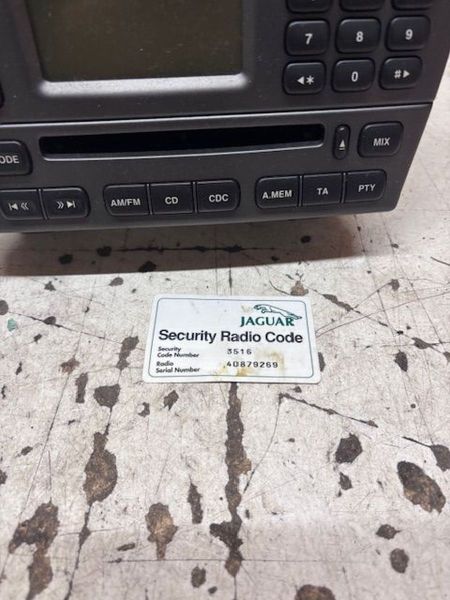 7 8 9
◄* 0 #►
ODE
MIX
AM/FM CD CDC A.MEM TA PTY
JAGUAR
Security Radio Code
Security
Code Number 3516
Radio
Serial Number 40879269